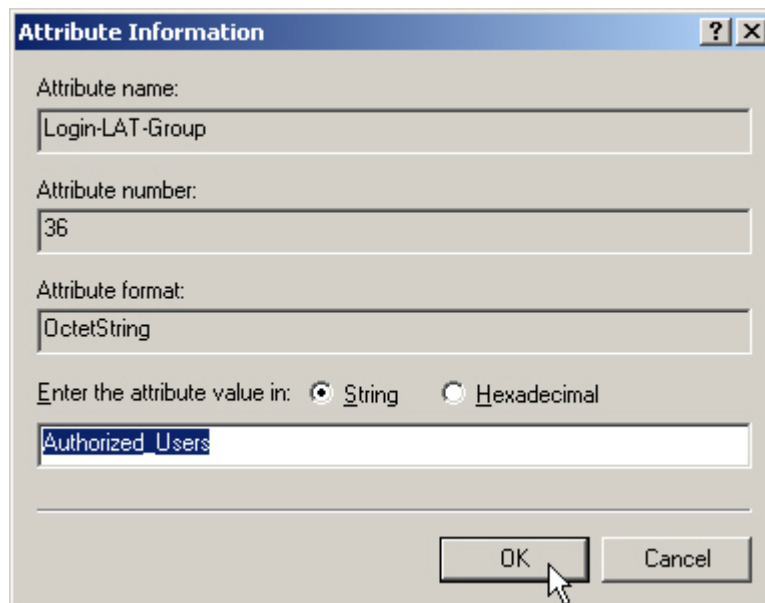 Attribute Information
Attribute name:
Login-LAT-Group
Attribute number:
36
Attribute format:
OctetString
Enter the attribute value in: String Hexadecimal
Authorized_Users
OK Cancel